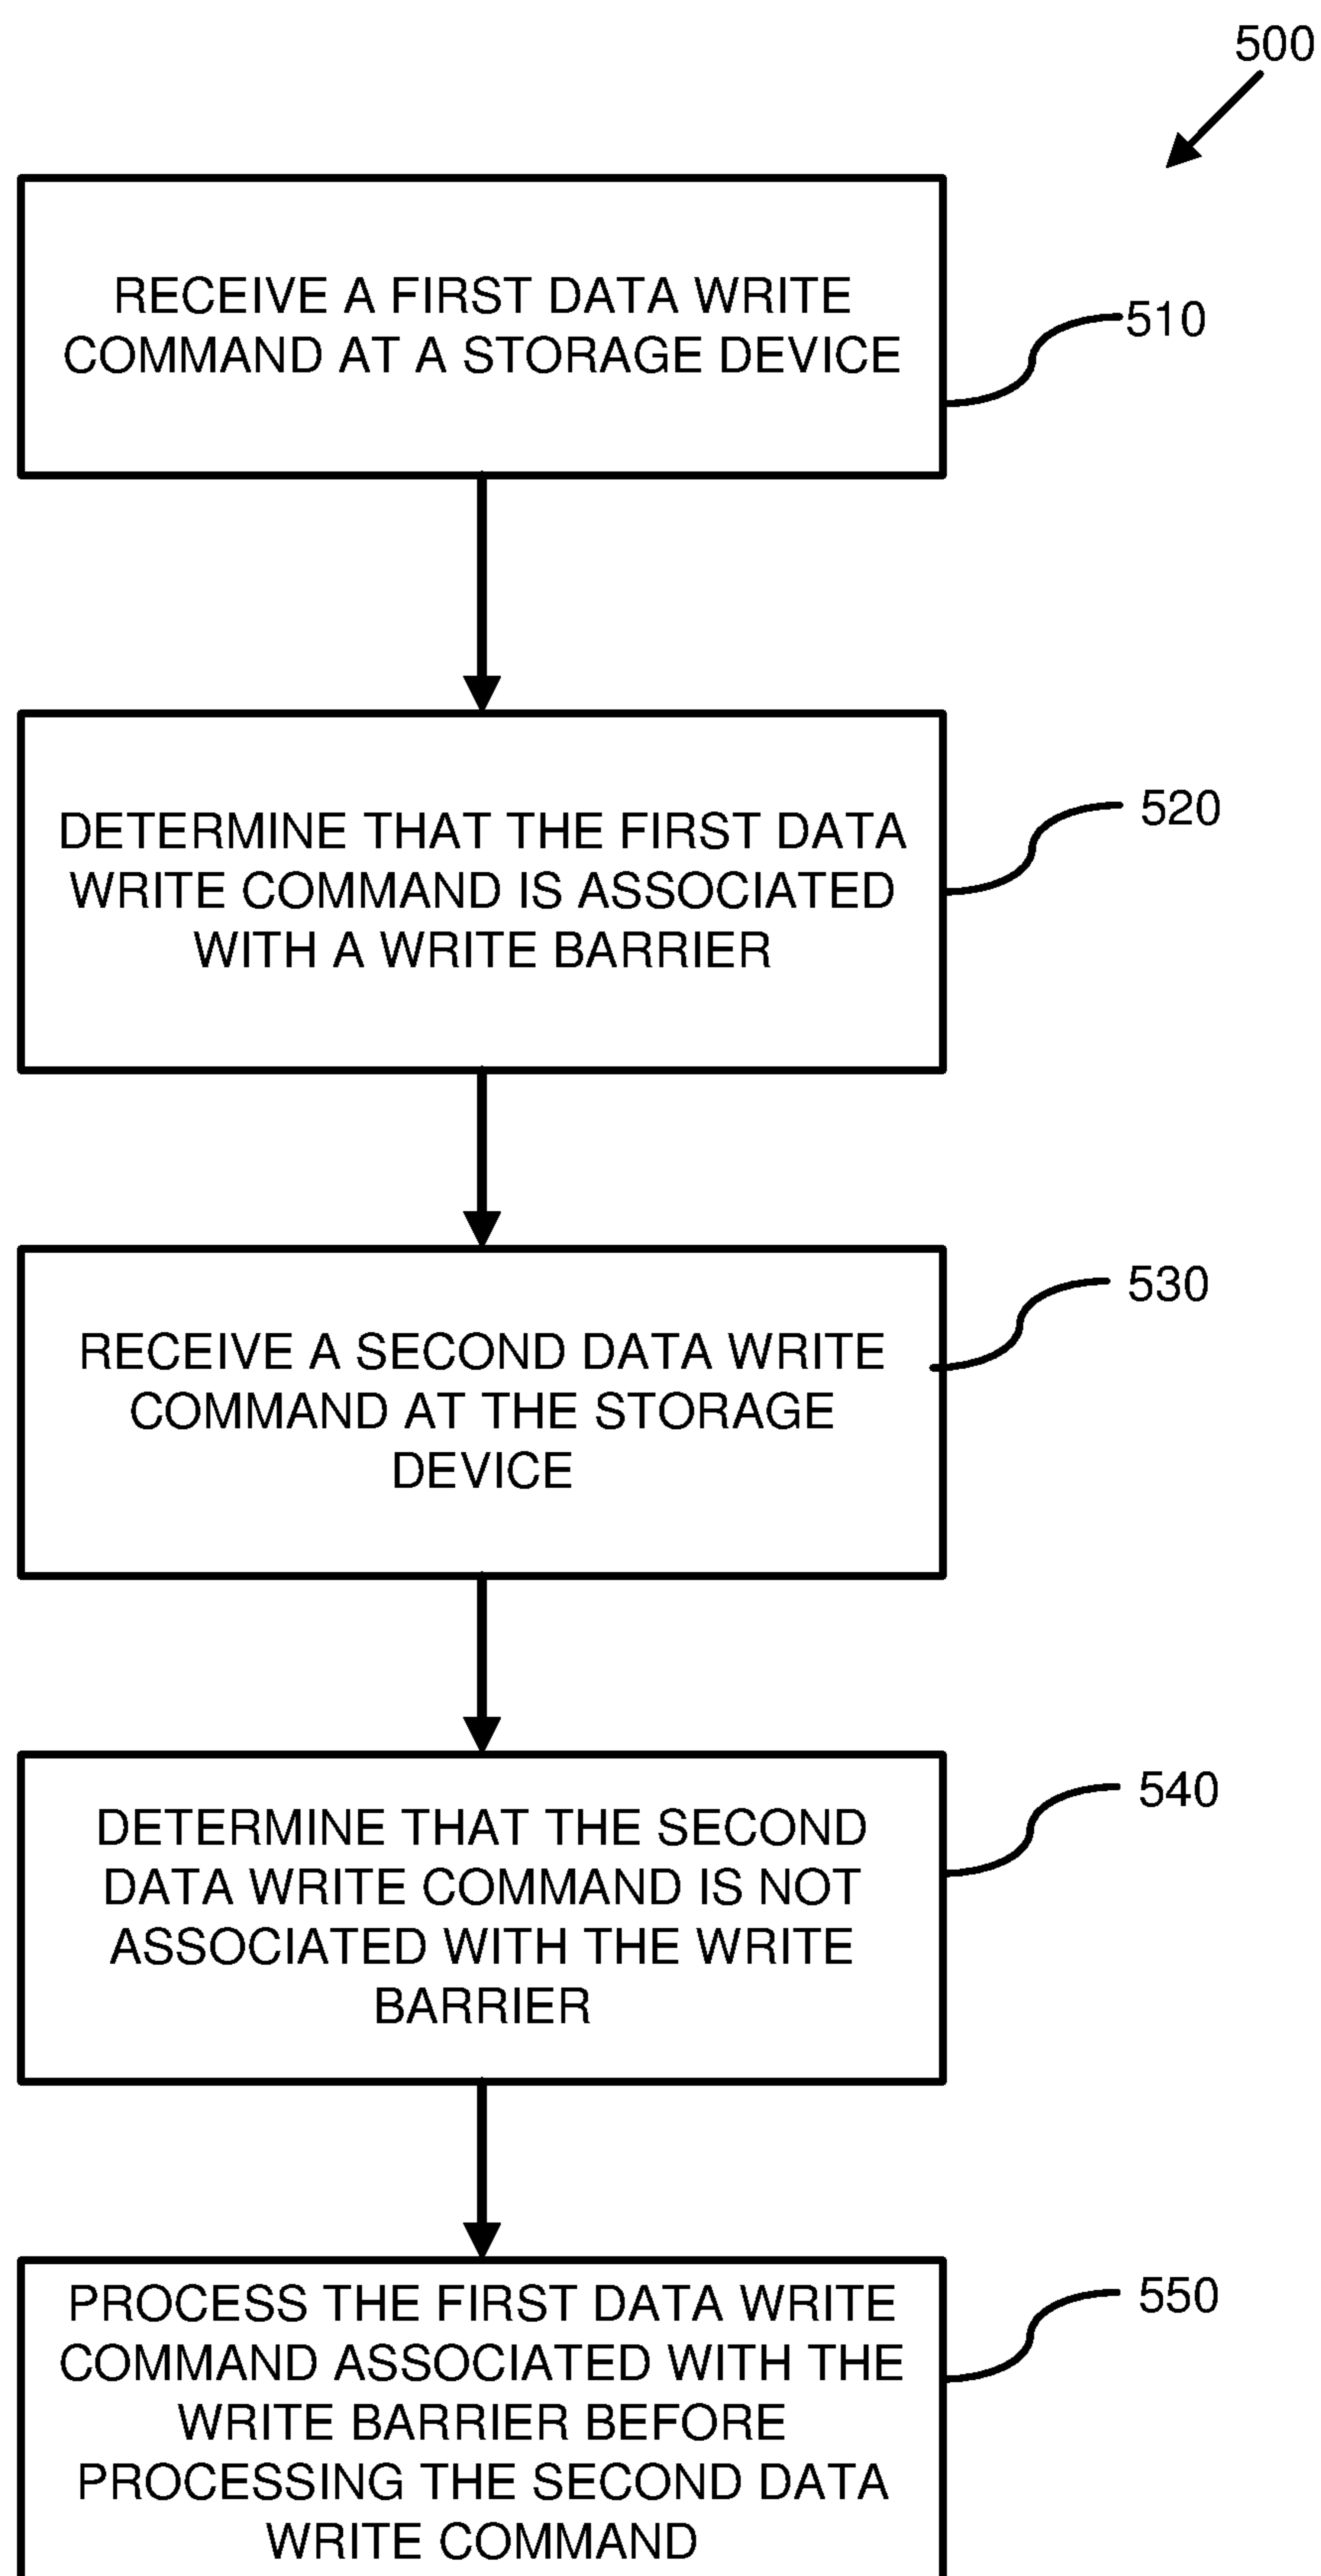 500
RECEIVE A FIRST DATA WRITE
COMMAND AT A STORAGE DEVICE
510
DETERMINE THAT THE FIRST DATA
WRITE COMMAND IS ASSOCIATED
WITH A WRITE BARRIER
520
RECEIVE A SECOND DATA WRITE
COMMAND AT THE STORAGE
DEVICE
530
DETERMINE THAT THE SECOND
DATA WRITE COMMAND IS NOT
ASSOCIATED WITH THE WRITE
BARRIER
540
PROCESS THE FIRST DATA WRITE
COMMAND ASSOCIATED WITH THE
WRITE BARRIER BEFORE
PROCESSING THE SECOND DATA
WRITE COMMAND
550